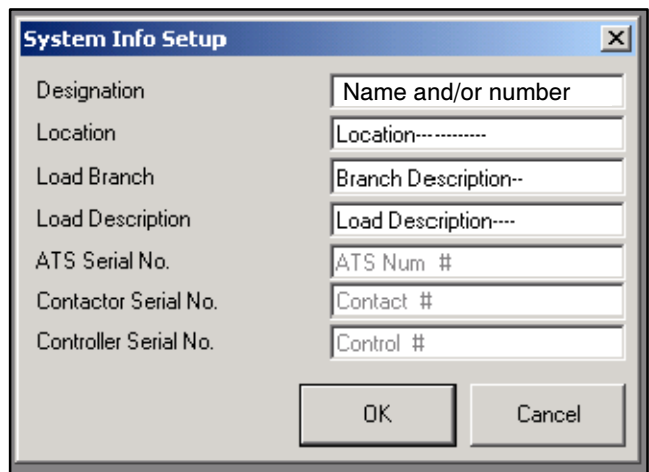 System Info Setup
Designation Name and/or number
Location Location------------
Load Branch Branch Description--
Load Description Load Description----
ATS Serial No. ATS Num #
Contactor Serial No. Contact #
Controller Serial No. Control #
OK Cancel